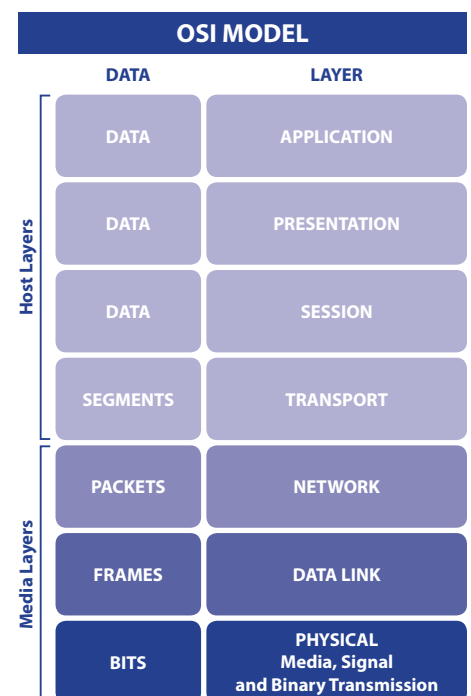 OSI MODEL
DATA LAYER
DATA APPLICATION
DATA PRESENTATION
DATA SESSION
SEGMENTS TRANSPORT
Host Layers
PACKETS NETWORK
FRAMES DATA LINK
BITS PHYSICAL
Media, Signal
and Binary Transmission
Media Layers